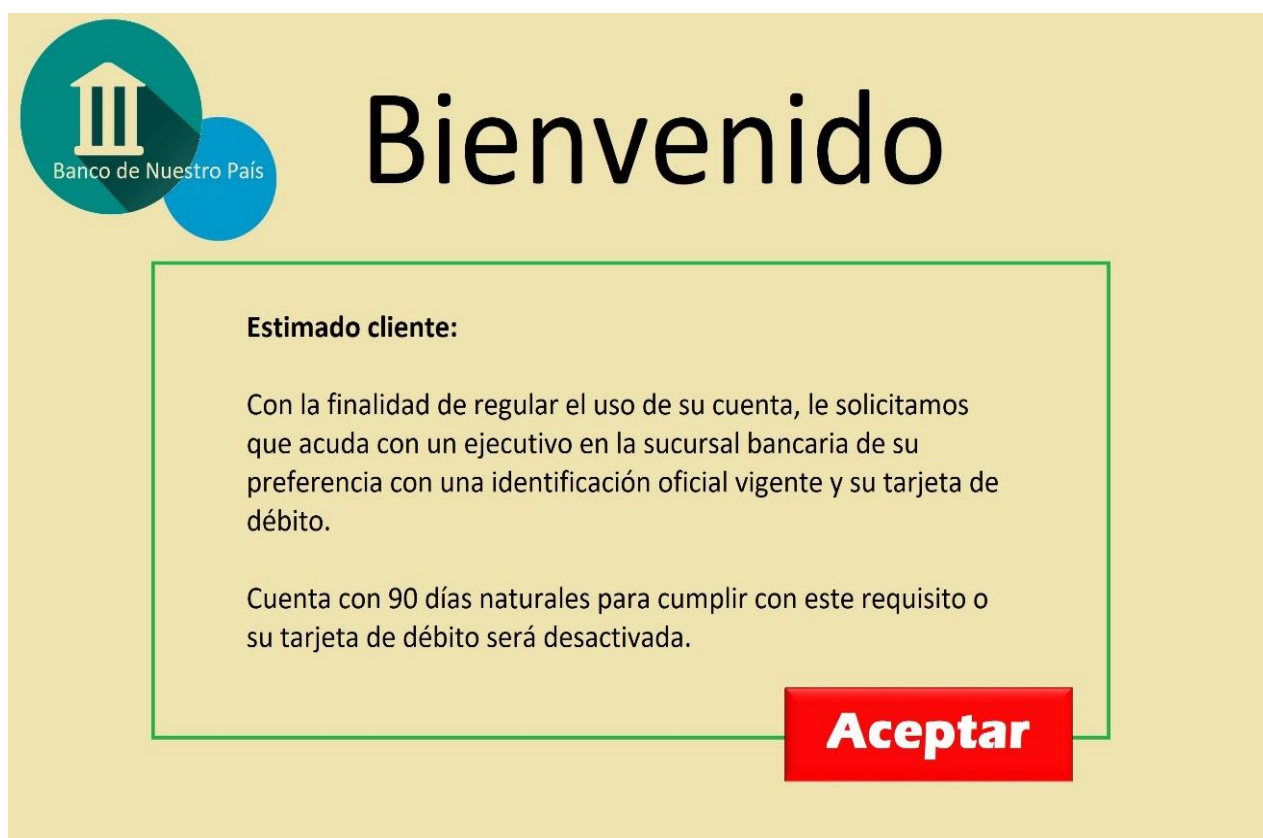 Banco de Nuestro País
Bienvenido
Estimado cliente:
Con la finalidad de regular el uso de su cuenta, le solicitamos
que acuda con un ejecutivo en la sucursal bancaria de su
preferencia con una identificación oficial vigente y su tarjeta de
débito.
Cuenta con 90 días naturales para cumplir con este requisito o
su tarjeta de débito será desactivada.
Aceptar